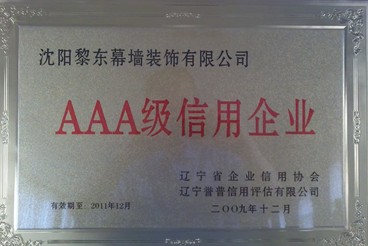 沈阳黎东幕墙装饰有限公司
AAA级信用企业
辽宁省企业信用协会
辽宁誉普信用评估有限公司
有效期至:2011年12月
二〇〇九年十二月